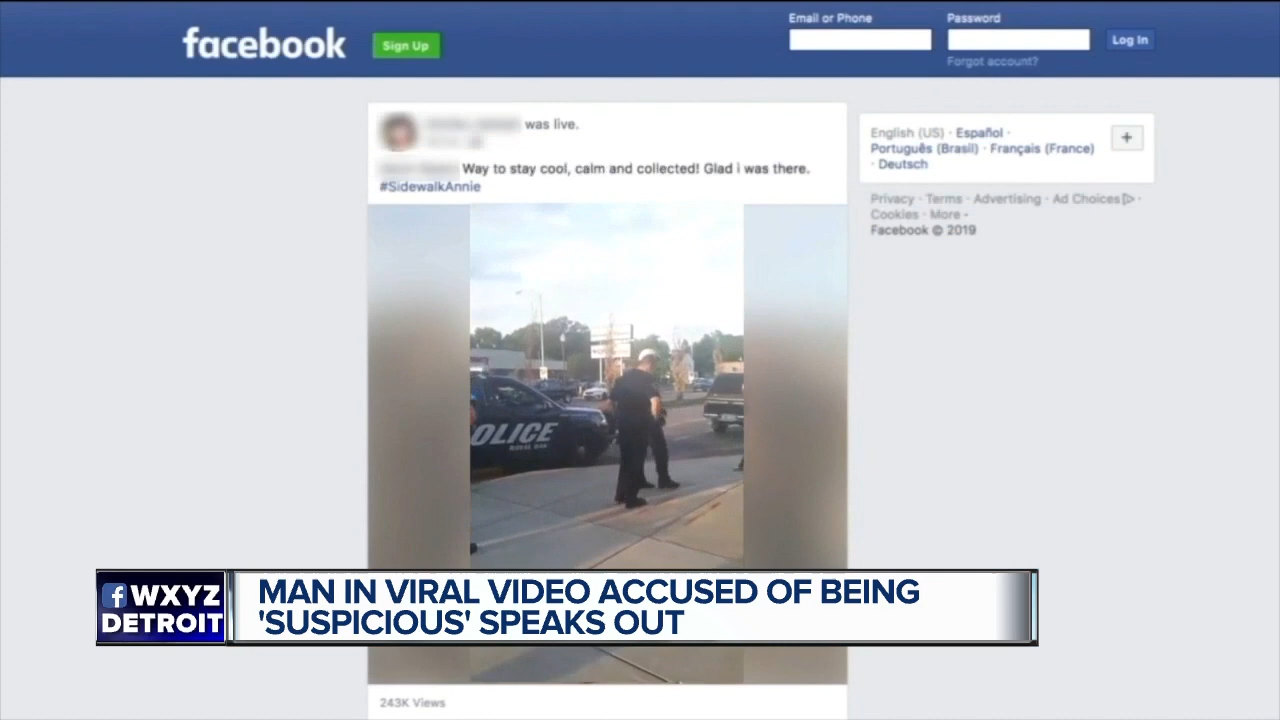 facebook
Sign Up
Email or Phone
Password
Log In
Forgot account?
was live.
Way to stay cool, calm and collected! Glad i was there.
#SidewalkAnnie
English (US) · Español ·
Português (Brasil) · Français (France)
· Deutsch
+
Privacy · Terms · Advertising · Ad Choices ·
Cookies · More
Facebook © 2019
OLICE
ROYAL OAK
f WXYZ
DETROIT
MAN IN VIRAL VIDEO ACCUSED OF BEING
'SUSPICIOUS' SPEAKS OUT
243K Views